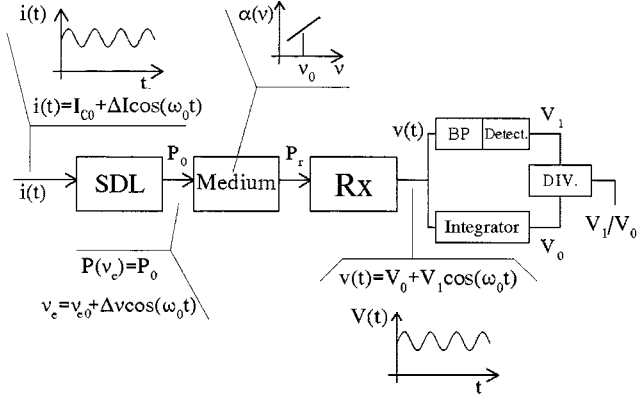 i(t)
t
i(t)=I_C0+ΔIcos(ω_0t)
α(ν)
ν_0
ν
i(t)
SDL
P_0
Medium
P_r
Rx
v(t)
BP
Detect.
V_1
DIV.
V_1/V_0
Integrator
V_0
P(ν_e)=P_0
ν_e=ν_e0+Δνcos(ω_0t)
v(t)=V_0+V_1cos(ω_0t)
V(t)
t